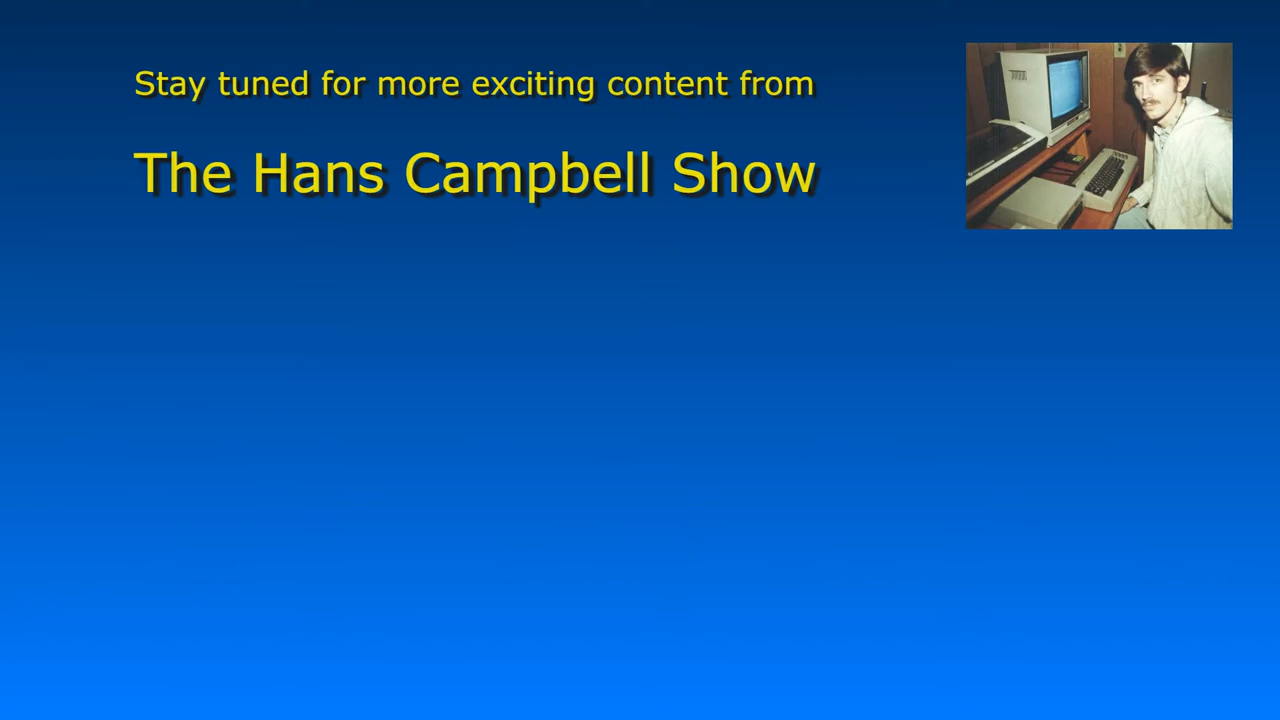 Stay tuned for more exciting content from
The Hans Campbell Show